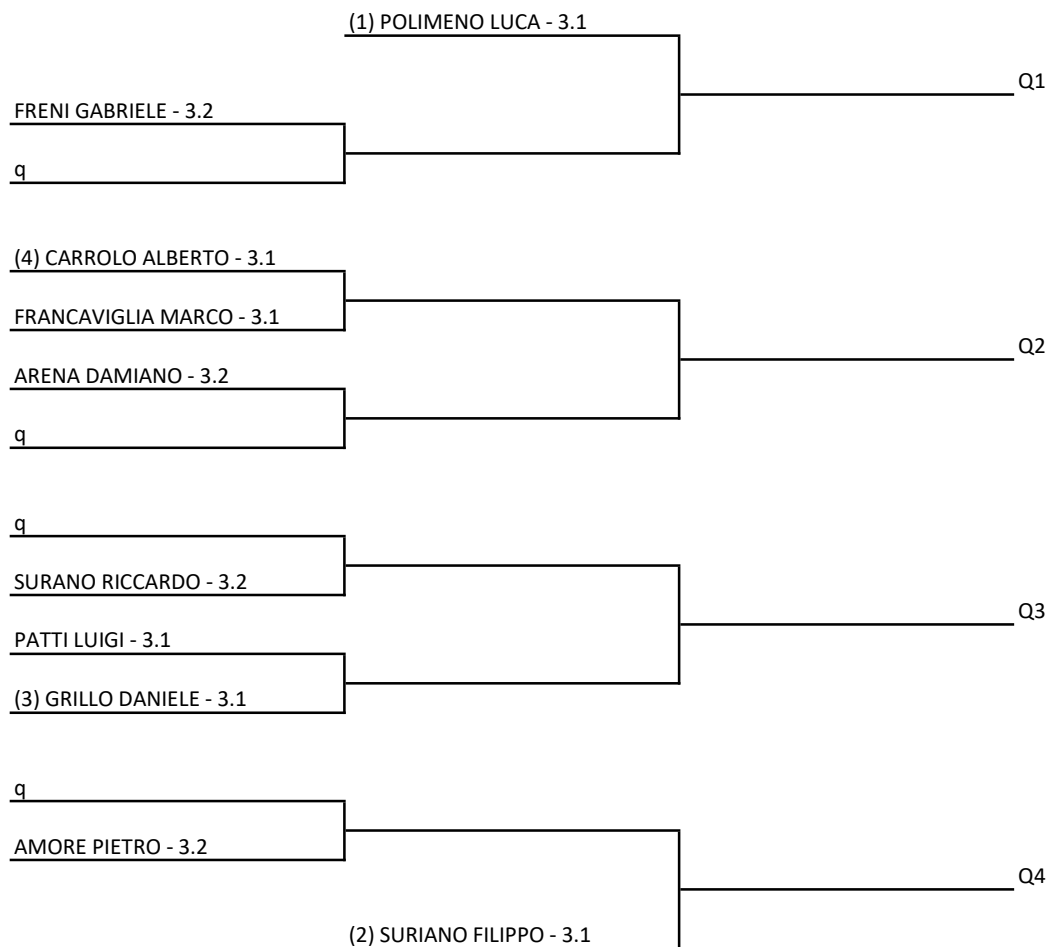 (1) POLIMENO LUCA - 3.1
Q1
FRENI GABRIELE - 3.2
q
(4) CARROLO ALBERTO - 3.1
FRANCAVIGLIA MARCO - 3.1
Q2
ARENA DAMIANO - 3.2
q
q
SURANO RICCARDO - 3.2
Q3
PATTI LUIGI - 3.1
(3) GRILLO DANIELE - 3.1
q
AMORE PIETRO - 3.2
Q4
(2) SURIANO FILIPPO - 3.1